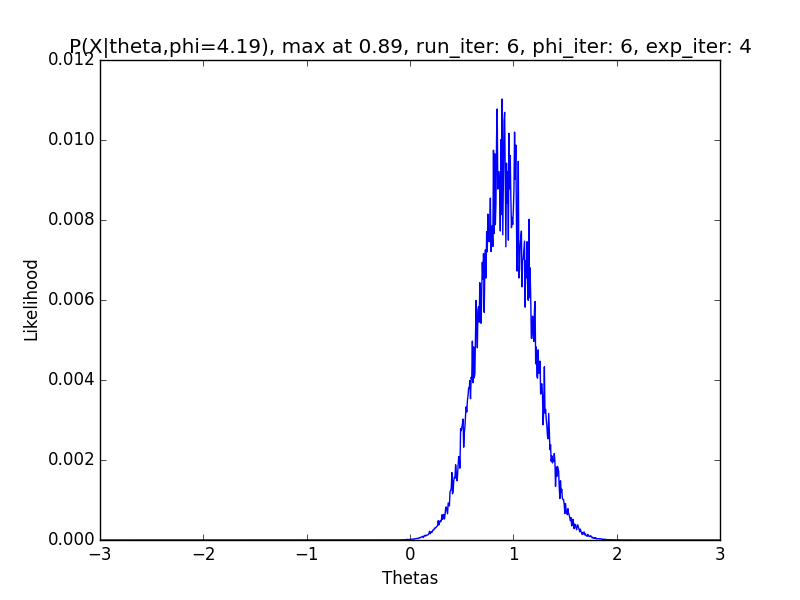 P(X|theta,phi=4.19), max at 0.89, run_iter: 6, phi_iter: 6, exp_iter: 4
0.012
0.010
0.008
0.006
0.004
0.002
0.000
Likelihood
−3 −2 −1 0 1 2 3
Thetas